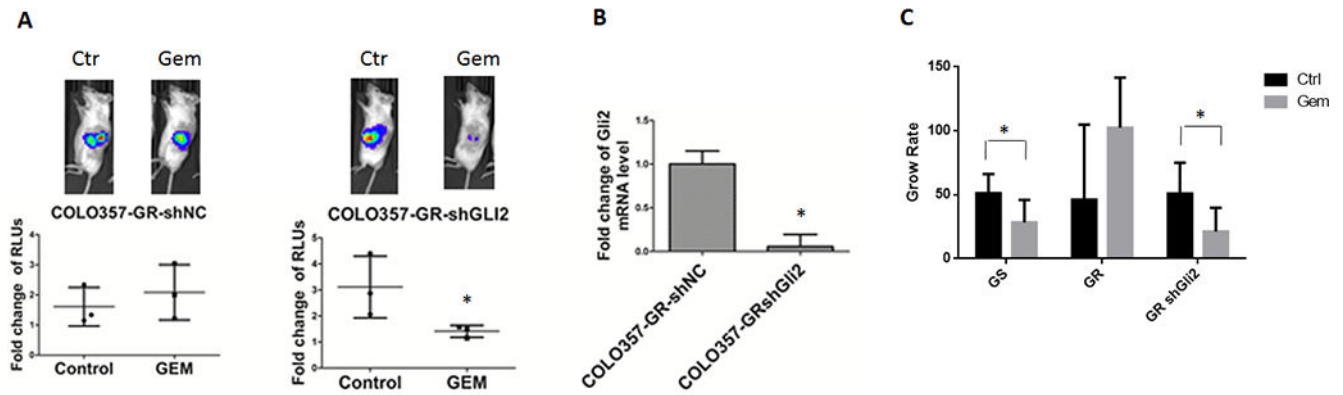 A
Ctr Gem
COLO357-GR-shNC
Fold change of RLUs
4
3
2
1
0
Control GEM
Ctr Gem
COLO357-GR-shGLI2
Fold change of RLUs
5
4
3
2
1
0
*
Control GEM
B
Fold change of Gli2
mRNA level
1.5
1.0
0.5
0.0
*
COLO357-GR-shNC
COLO357-GRshGli2
C
Grow Rate
150
100
50
0
* *
GS
GR
GR shGli2
Ctrl
Gem